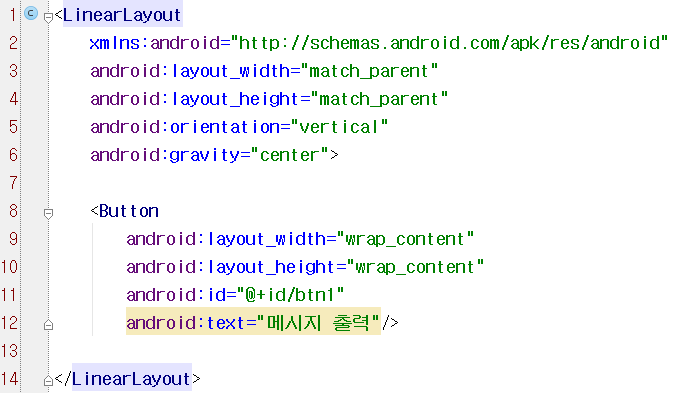 1 <LinearLayout
2 xmlns:android="http://schemas.android.com/apk/res/android"
3 android:layout_width="match_parent"
4 android:layout_height="match_parent"
5 android:orientation="vertical"
6 android:gravity="center">
7
8 <Button
9 android:layout_width="wrap_content"
10 android:layout_height="wrap_content"
11 android:id="@+id/btn1"
12 android:text="메시지 출력"/>
13
14 </LinearLayout>